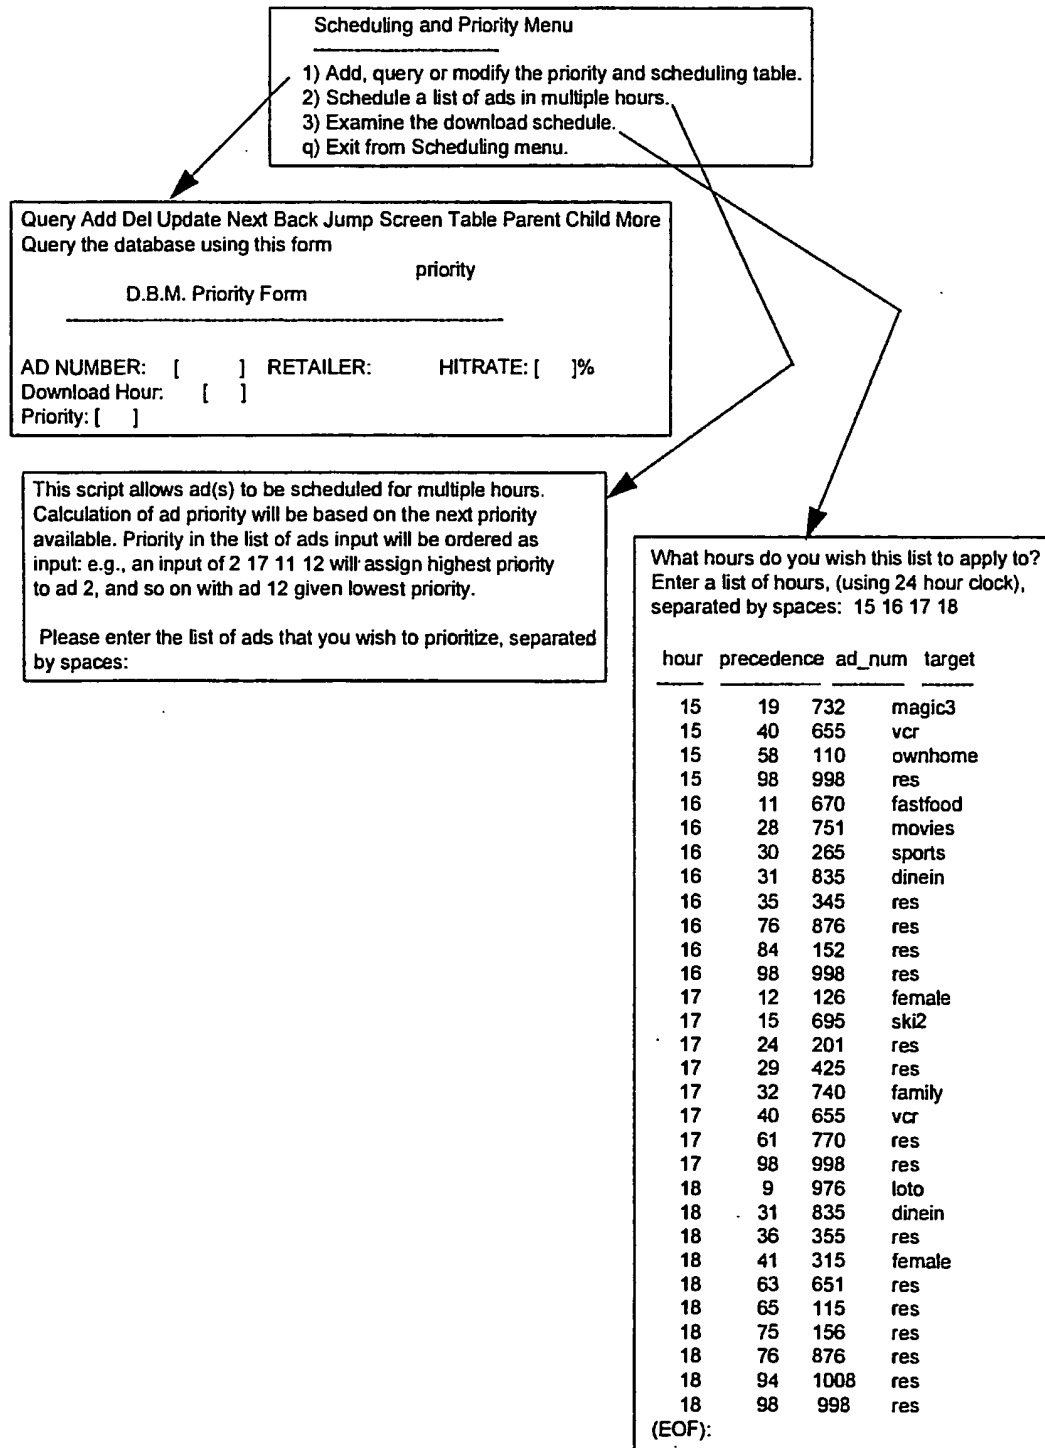 Scheduling and Priority Menu
1) Add, query or modify the priority and scheduling table.
2) Schedule a list of ads in multiple hours.
3) Examine the download schedule.
q) Exit from Scheduling menu.
Query Add Del Update Next Back Jump Screen Table Parent Child More
Query the database using this form
priority
D.B.M. Priority Form
AD NUMBER: [ ] RETAILER: HITRATE: [ ]%
Download Hour: [ ]
Priority: [ ]
This script allows ad(s) to be scheduled for multiple hours.
Calculation of ad priority will be based on the next priority
available. Priority in the list of ads input will be ordered as
input: e.g., an input of 2 17 11 12 will assign highest priority
to ad 2, and so on with ad 12 given lowest priority.
Please enter the list of ads that you wish to prioritize, separated
by spaces:
What hours do you wish this list to apply to?
Enter a list of hours, (using 24 hour clock),
separated by spaces: 15 16 17 18
hour precedence ad_num target
15 19 732 magic3
15 40 655 vcr
15 58 110 ownhome
15 98 998 res
16 11 670 fastfood
16 28 751 movies
16 30 265 sports
16 31 835 dinein
16 35 345 res
16 76 876 res
16 84 152 res
16 98 998 res
17 12 126 female
17 15 695 ski2
17 24 201 res
17 29 425 res
17 32 740 family
17 40 655 vcr
17 61 770 res
17 98 998 res
18 9 976 loto
18 31 835 dinein
18 36 355 res
18 41 315 female
18 63 651 res
18 65 115 res
18 75 156 res
18 76 876 res
18 94 1008 res
18 98 998 res
(EOF):